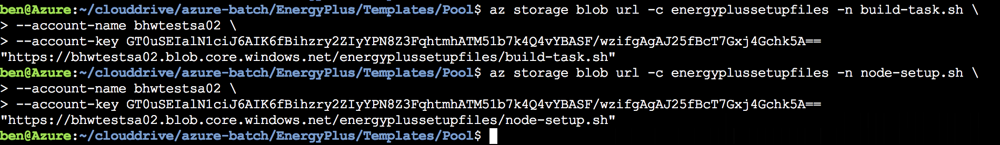 ben@Azure:~/clouddrive/azure-batch/EnergyPlus/Templates/Pool$ az storage blob url -c energyplussetupfiles -n build-task.sh \
> --account-name bhwtestsa02 \
> --account-key GT0uSEIalN1ciJ6AIK6fBihzry2ZIyYPN8Z3FqhtmhATM51b7k4Q4vYBASF/wzifgAgAJ25fBcT7Gxj4Gchk5A==
"https://bhwtestsa02.blob.core.windows.net/energyplussetupfiles/build-task.sh"
ben@Azure:~/clouddrive/azure-batch/EnergyPlus/Templates/Pool$ az storage blob url -c energyplussetupfiles -n node-setup.sh \
> --account-name bhwtestsa02 \
> --account-key GT0uSEIalN1ciJ6AIK6fBihzry2ZIyYPN8Z3FqhtmhATM51b7k4Q4vYBASF/wzifgAgAJ25fBcT7Gxj4Gchk5A==
"https://bhwtestsa02.blob.core.windows.net/energyplussetupfiles/node-setup.sh"
ben@Azure:~/clouddrive/azure-batch/EnergyPlus/Templates/Pool$